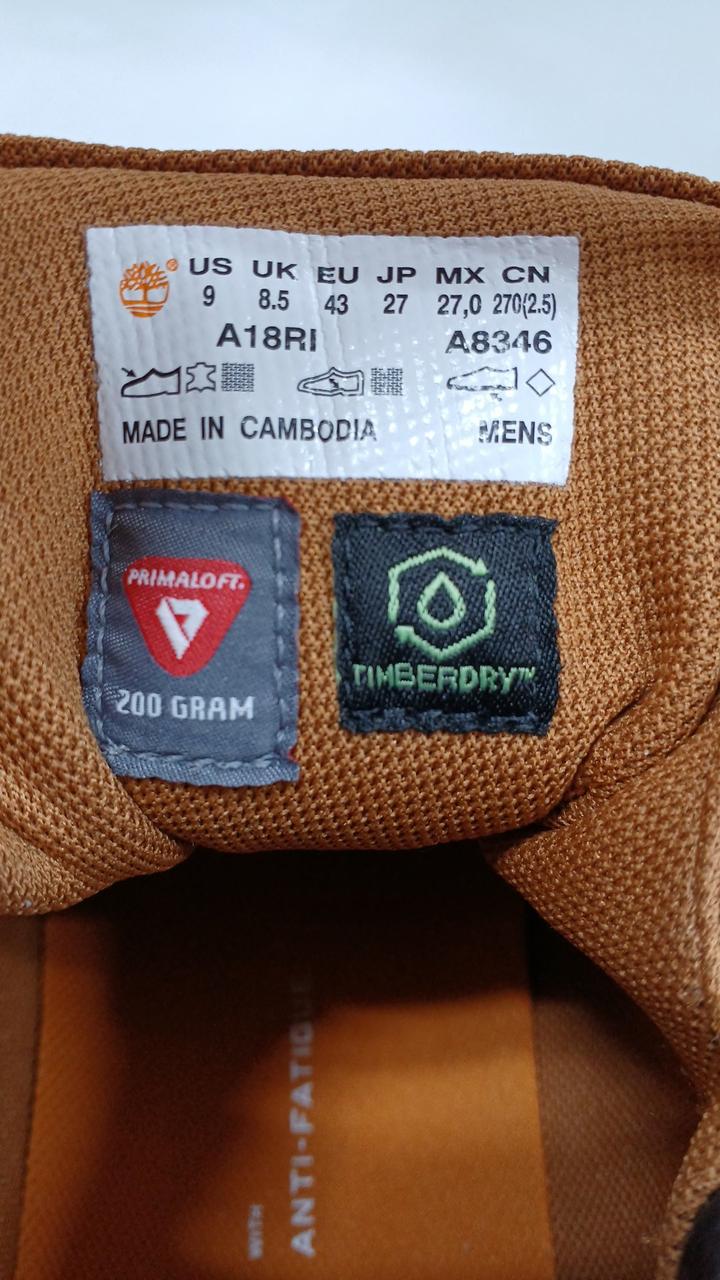 ® US UK EU JP MX CN
9 8.5 43 27 27,0 270(2.5)
A18RI A8346
MADE IN CAMBODIA MENS
PRIMALOFT.
200 GRAM
TIMBERDRY™
WITH
ANTI-FATIGUE